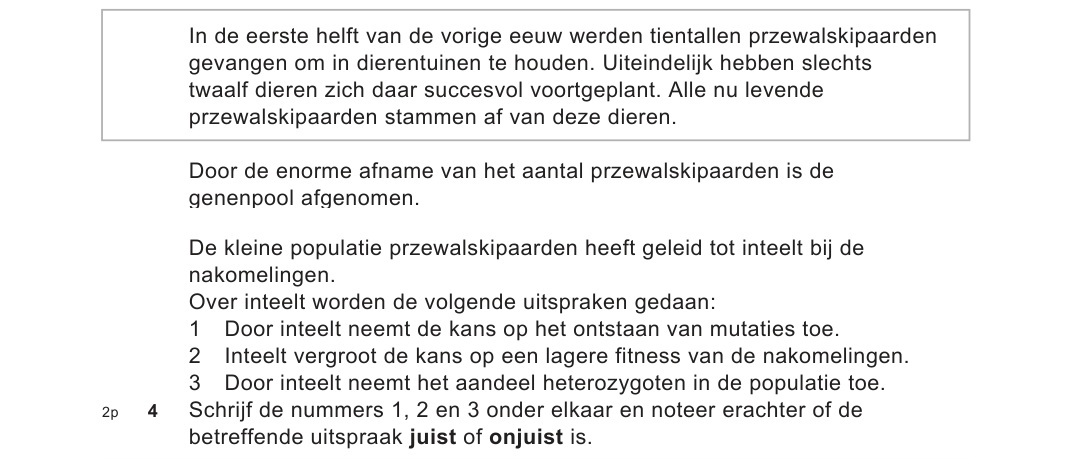 In de eerste helft van de vorige eeuw werden tientallen przewalskipaarden
gevangen om in dierentuinen te houden. Uiteindelijk hebben slechts
twaalf dieren zich daar succesvol voortgeplant. Alle nu levende
przewalskipaarden stammen af van deze dieren.
Door de enorme afname van het aantal przewalskipaarden is de
genenpool afgenomen.
De kleine populatie przewalskipaarden heeft geleid tot inteelt bij de
nakomelingen.
Over inteelt worden de volgende uitspraken gedaan:
1 Door inteelt neemt de kans op het ontstaan van mutaties toe.
2 Inteelt vergroot de kans op een lagere fitness van de nakomelingen.
3 Door inteelt neemt het aandeel heterozygoten in de populatie toe.
2p 4 Schrijf de nummers 1, 2 en 3 onder elkaar en noteer erachter of de
betreffende uitspraak juist of onjuist is.